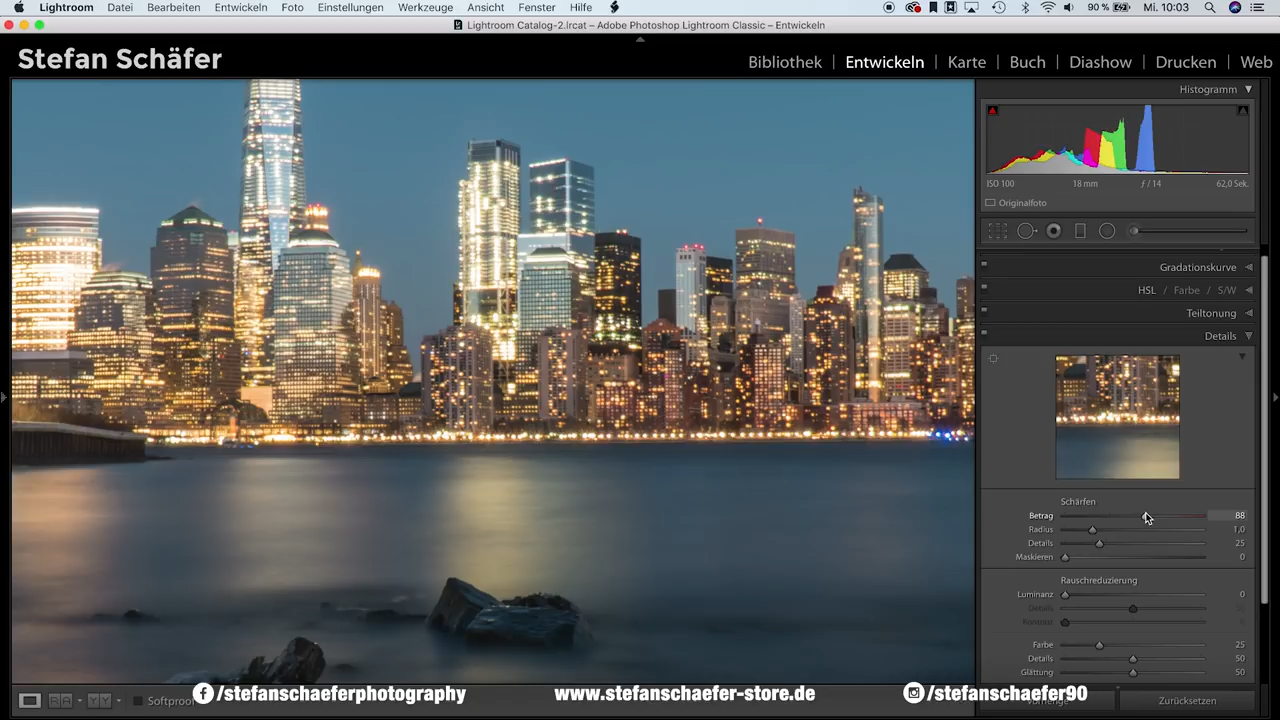 Lightroom Datei Bearbeiten Entwickeln Foto Einstellungen Werkzeuge Ansicht Fenster Hilfe 90 % Mi. 10:03
Lightroom Catalog-2.lrcat – Adobe Photoshop Lightroom Classic – Entwickeln
Stefan Schäfer
Bibliothek | Entwickeln | Karte | Buch | Diashow | Drucken | Web
Histogramm
ISO 100 18 mm ƒ / 14 62,0 Sek.
Originalfoto
Gradationskurve
HSL / Farbe / S/W
Teiltonung
Details
Schärfen
Betrag 88
Radius 1,0
Details 25
Maskieren 0
Rauschreduzierung
Luminanz 0
Details
Kontrast
Farbe 25
Details 50
Glättung 50
Softproof
/stefanschaeferphotography www.stefanschaefer-store.de /stefanschaefer90
Vorherige Zurücksetzen